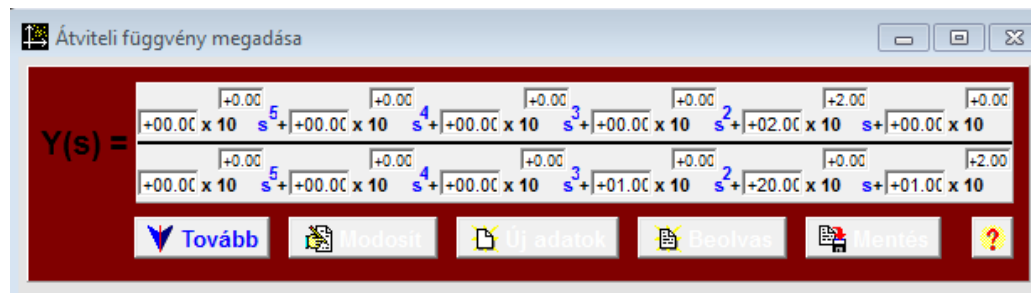 Átviteli függvény megadása
+0.00 +0.00 +0.00 +0.00 +2.00 +0.00
+00.00 x 10 s5+ +00.00 x 10 s4+ +00.00 x 10 s3+ +00.00 x 10 s2+ +02.00 x 10 s+ +00.00 x 10
Y(s) =
+0.00 +0.00 +0.00 +0.00 +0.00 +2.00
+00.00 x 10 s5+ +00.00 x 10 s4+ +00.00 x 10 s3+ +01.00 x 10 s2+ +20.00 x 10 s+ +01.00 x 10
Tovább Modosít Új adatok Beolvas Mentés ?